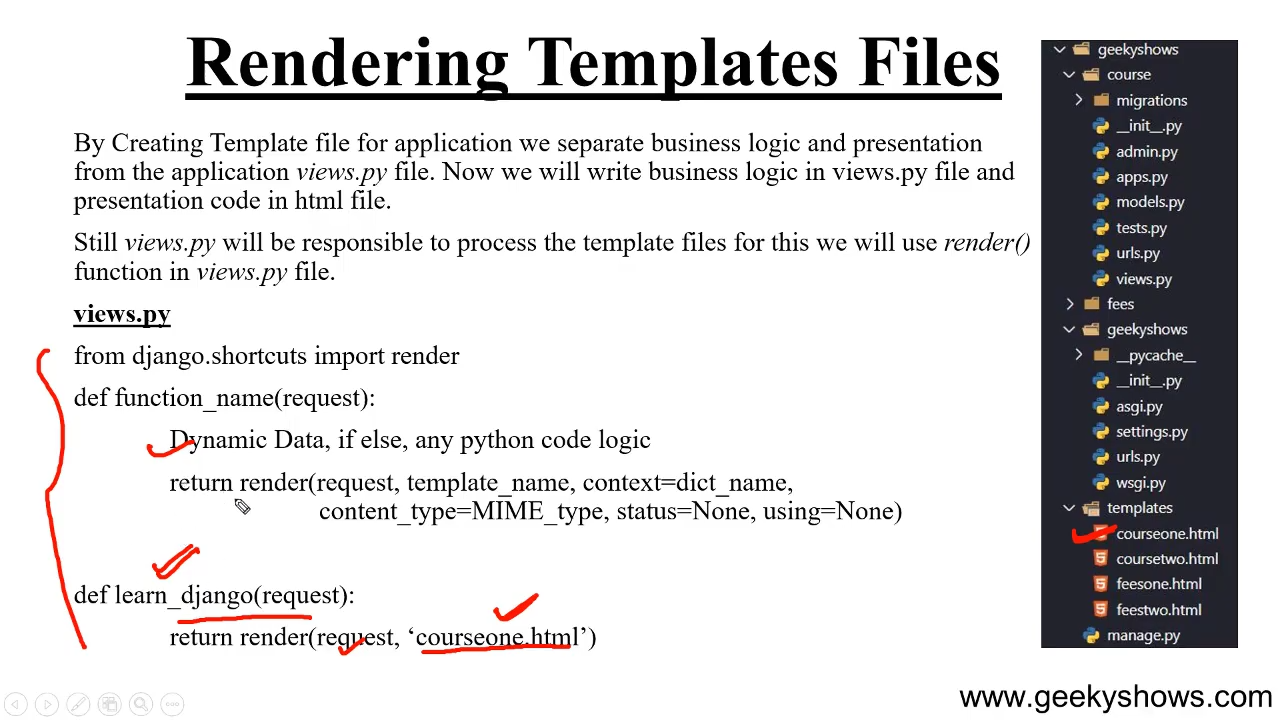 Rendering Templates Files
By Creating Template file for application we separate business logic and presentation
from the application views.py file. Now we will write business logic in views.py file and
presentation code in html file.
Still views.py will be responsible to process the template files for this we will use render()
function in views.py file.
views.py
from django.shortcuts import render
def function_name(request):
Dynamic Data, if else, any python code logic
return render(request, template_name, context=dict_name,
content_type=MIME_type, status=None, using=None)
def learn_django(request):
return render(request, ‘courseone.html’)
geekyshows
course
migrations
__init__.py
admin.py
apps.py
models.py
tests.py
urls.py
views.py
fees
geekyshows
__pycache__
__init__.py
asgi.py
settings.py
urls.py
wsgi.py
templates
courseone.html
coursetwo.html
feesone.html
feestwo.html
manage.py
www.geekyshows.com